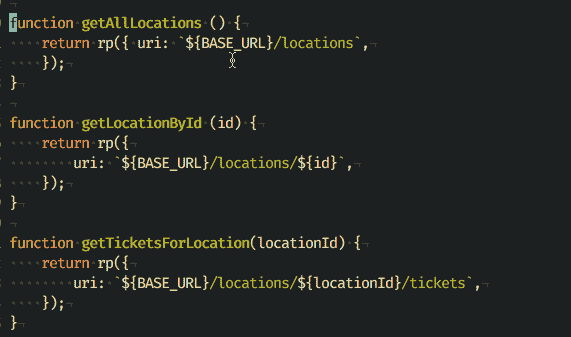 function getAllLocations () {
    return rp({ uri: `${BASE_URL}/locations`,
    });
}

function getLocationById (id) {
    return rp({
        uri: `${BASE_URL}/locations/${id}`,
    });
}

function getTicketsForLocation(locationId) {
    return rp({
        uri: `${BASE_URL}/locations/${locationId}/tickets`,
    });
}